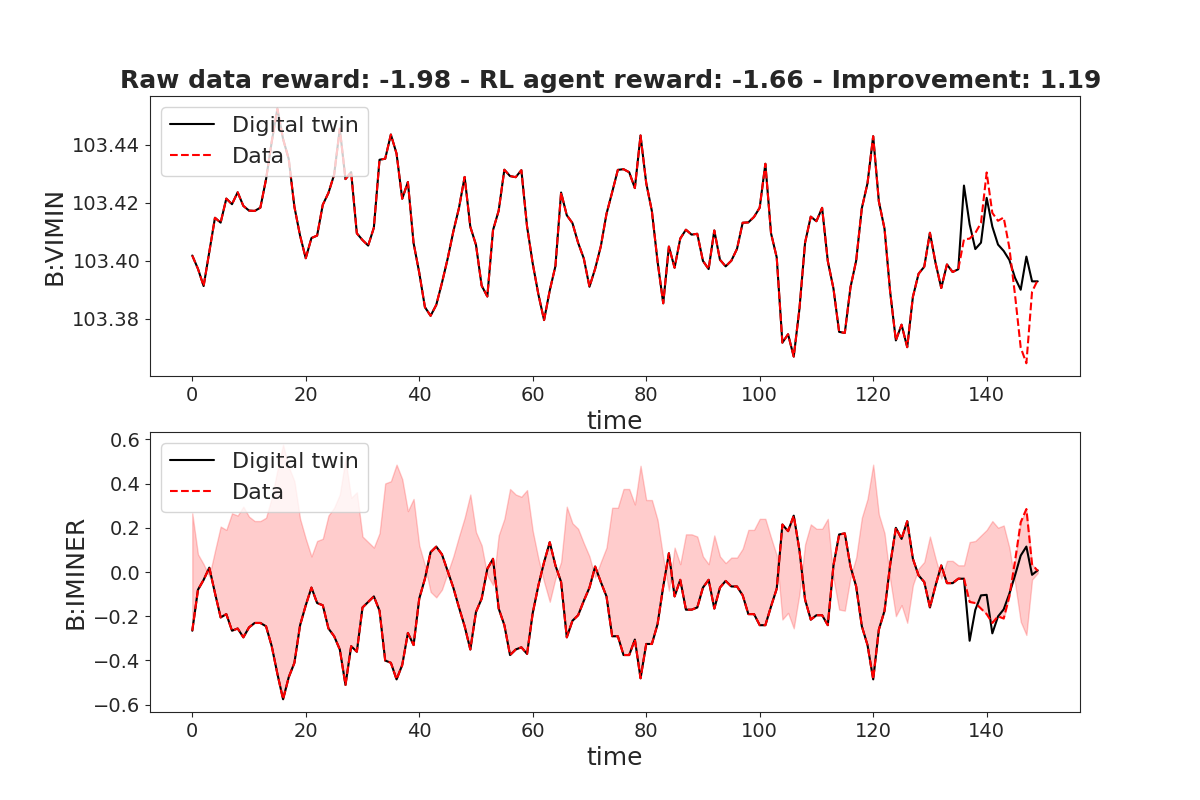 Raw data reward: -1.98 - RL agent reward: -1.66 - Improvement: 1.19
B:VIMIN
103.44
103.42
103.40
103.38
Digital twin
Data
0 20 40 60 80 100 120 140
time
B:IMINER
0.6
0.4
0.2
0.0
−0.2
−0.4
−0.6
Digital twin
Data
0 20 40 60 80 100 120 140
time